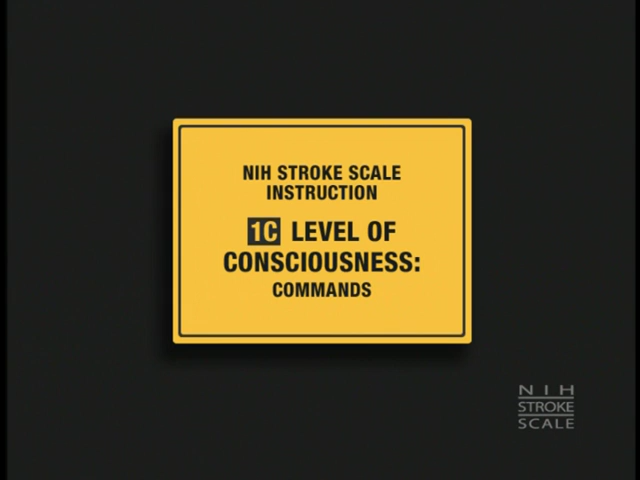 NIH STROKE SCALE
INSTRUCTION
1C LEVEL OF
CONSCIOUSNESS:
COMMANDS
NIH
STROKE
SCALE